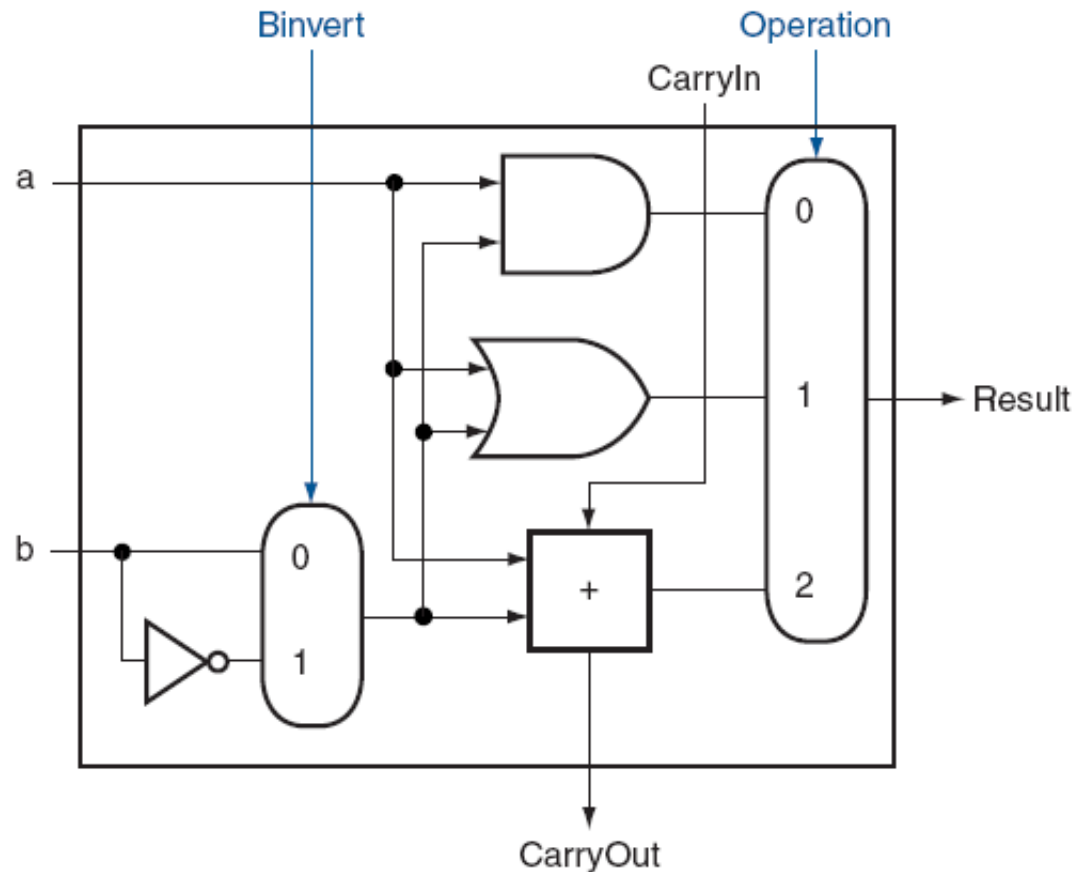 Binvert
Operation
CarryIn
a
0
1
Result
b
0
+
2
1
CarryOut